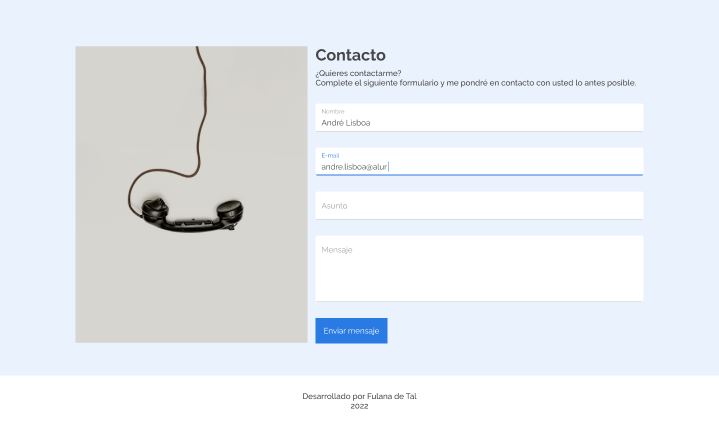 Contacto
¿Quieres contactarme?
Complete el siguiente formulario y me pondré en contacto con usted lo antes posible.
Nombre
André Lisboa
E-mail
andre.lisboa@alur
Asunto
Mensaje
Enviar mensaje
Desarrollado por Fulana de Tal
2022